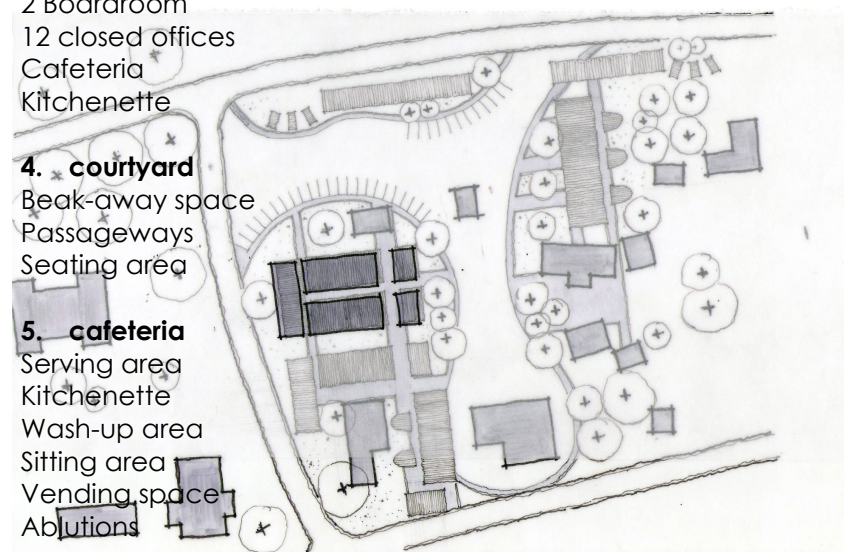 2 Boardroom
12 closed offices
Cafeteria
Kitchenette
4. courtyard
Beak-away space
Passageways
Seating area
5. cafeteria
Serving area
Kitchenette
Wash-up area
Sitting area
Vending space
Ablutions